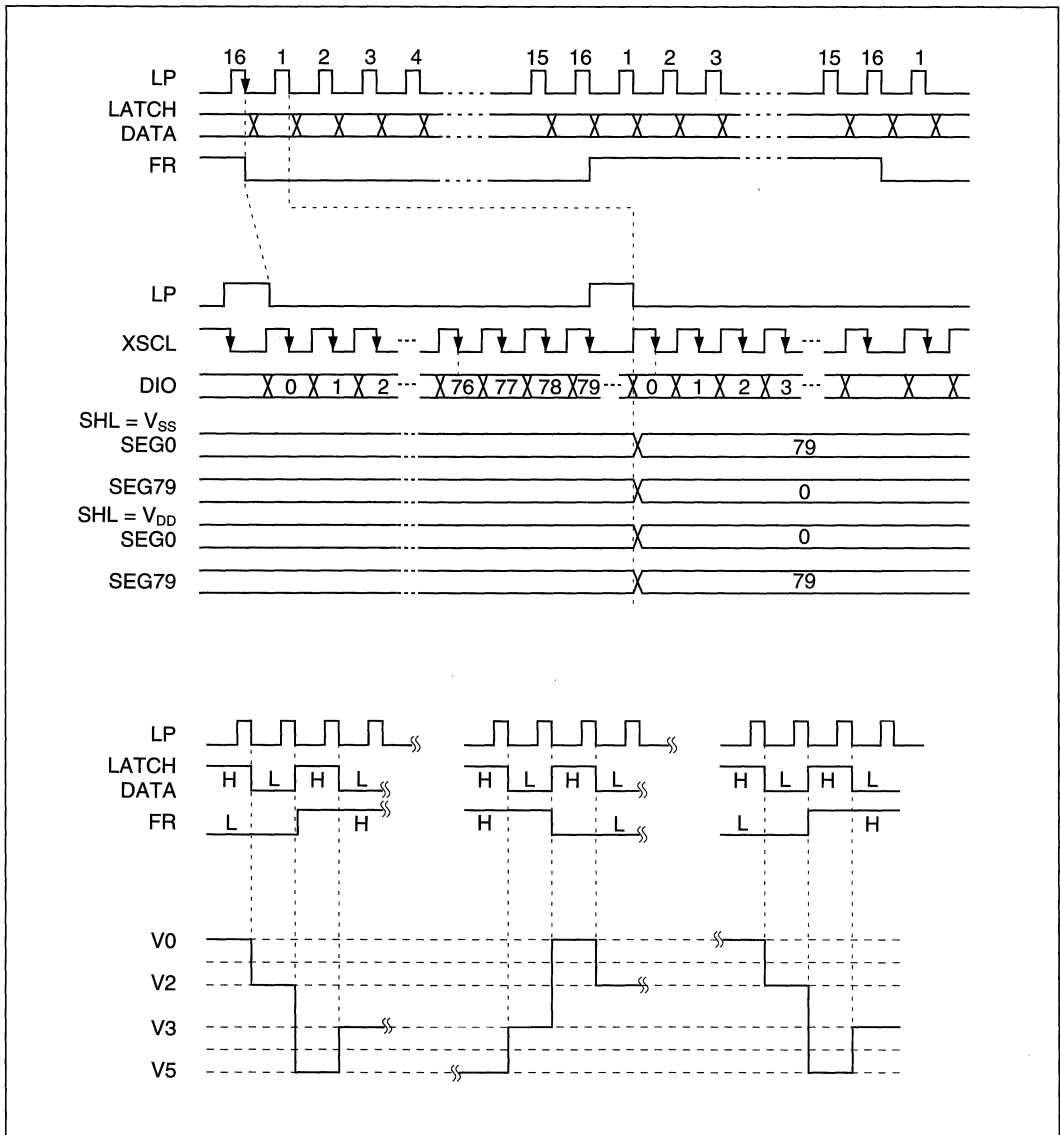 16 1 2 3 4 15 16 1 2 3 15 16 1
LP
LATCH
DATA
FR
LP
XSCL
DIO 0 1 2 76 77 78 79 0 1 2 3
SHL = VSS
SEG0 79
SEG79 0
SHL = VDD
SEG0 0
SEG79 79
LP
LATCH
DATA
H L H L H L H L H L H L
FR
L H H L L H
V0
V2
V3
V5